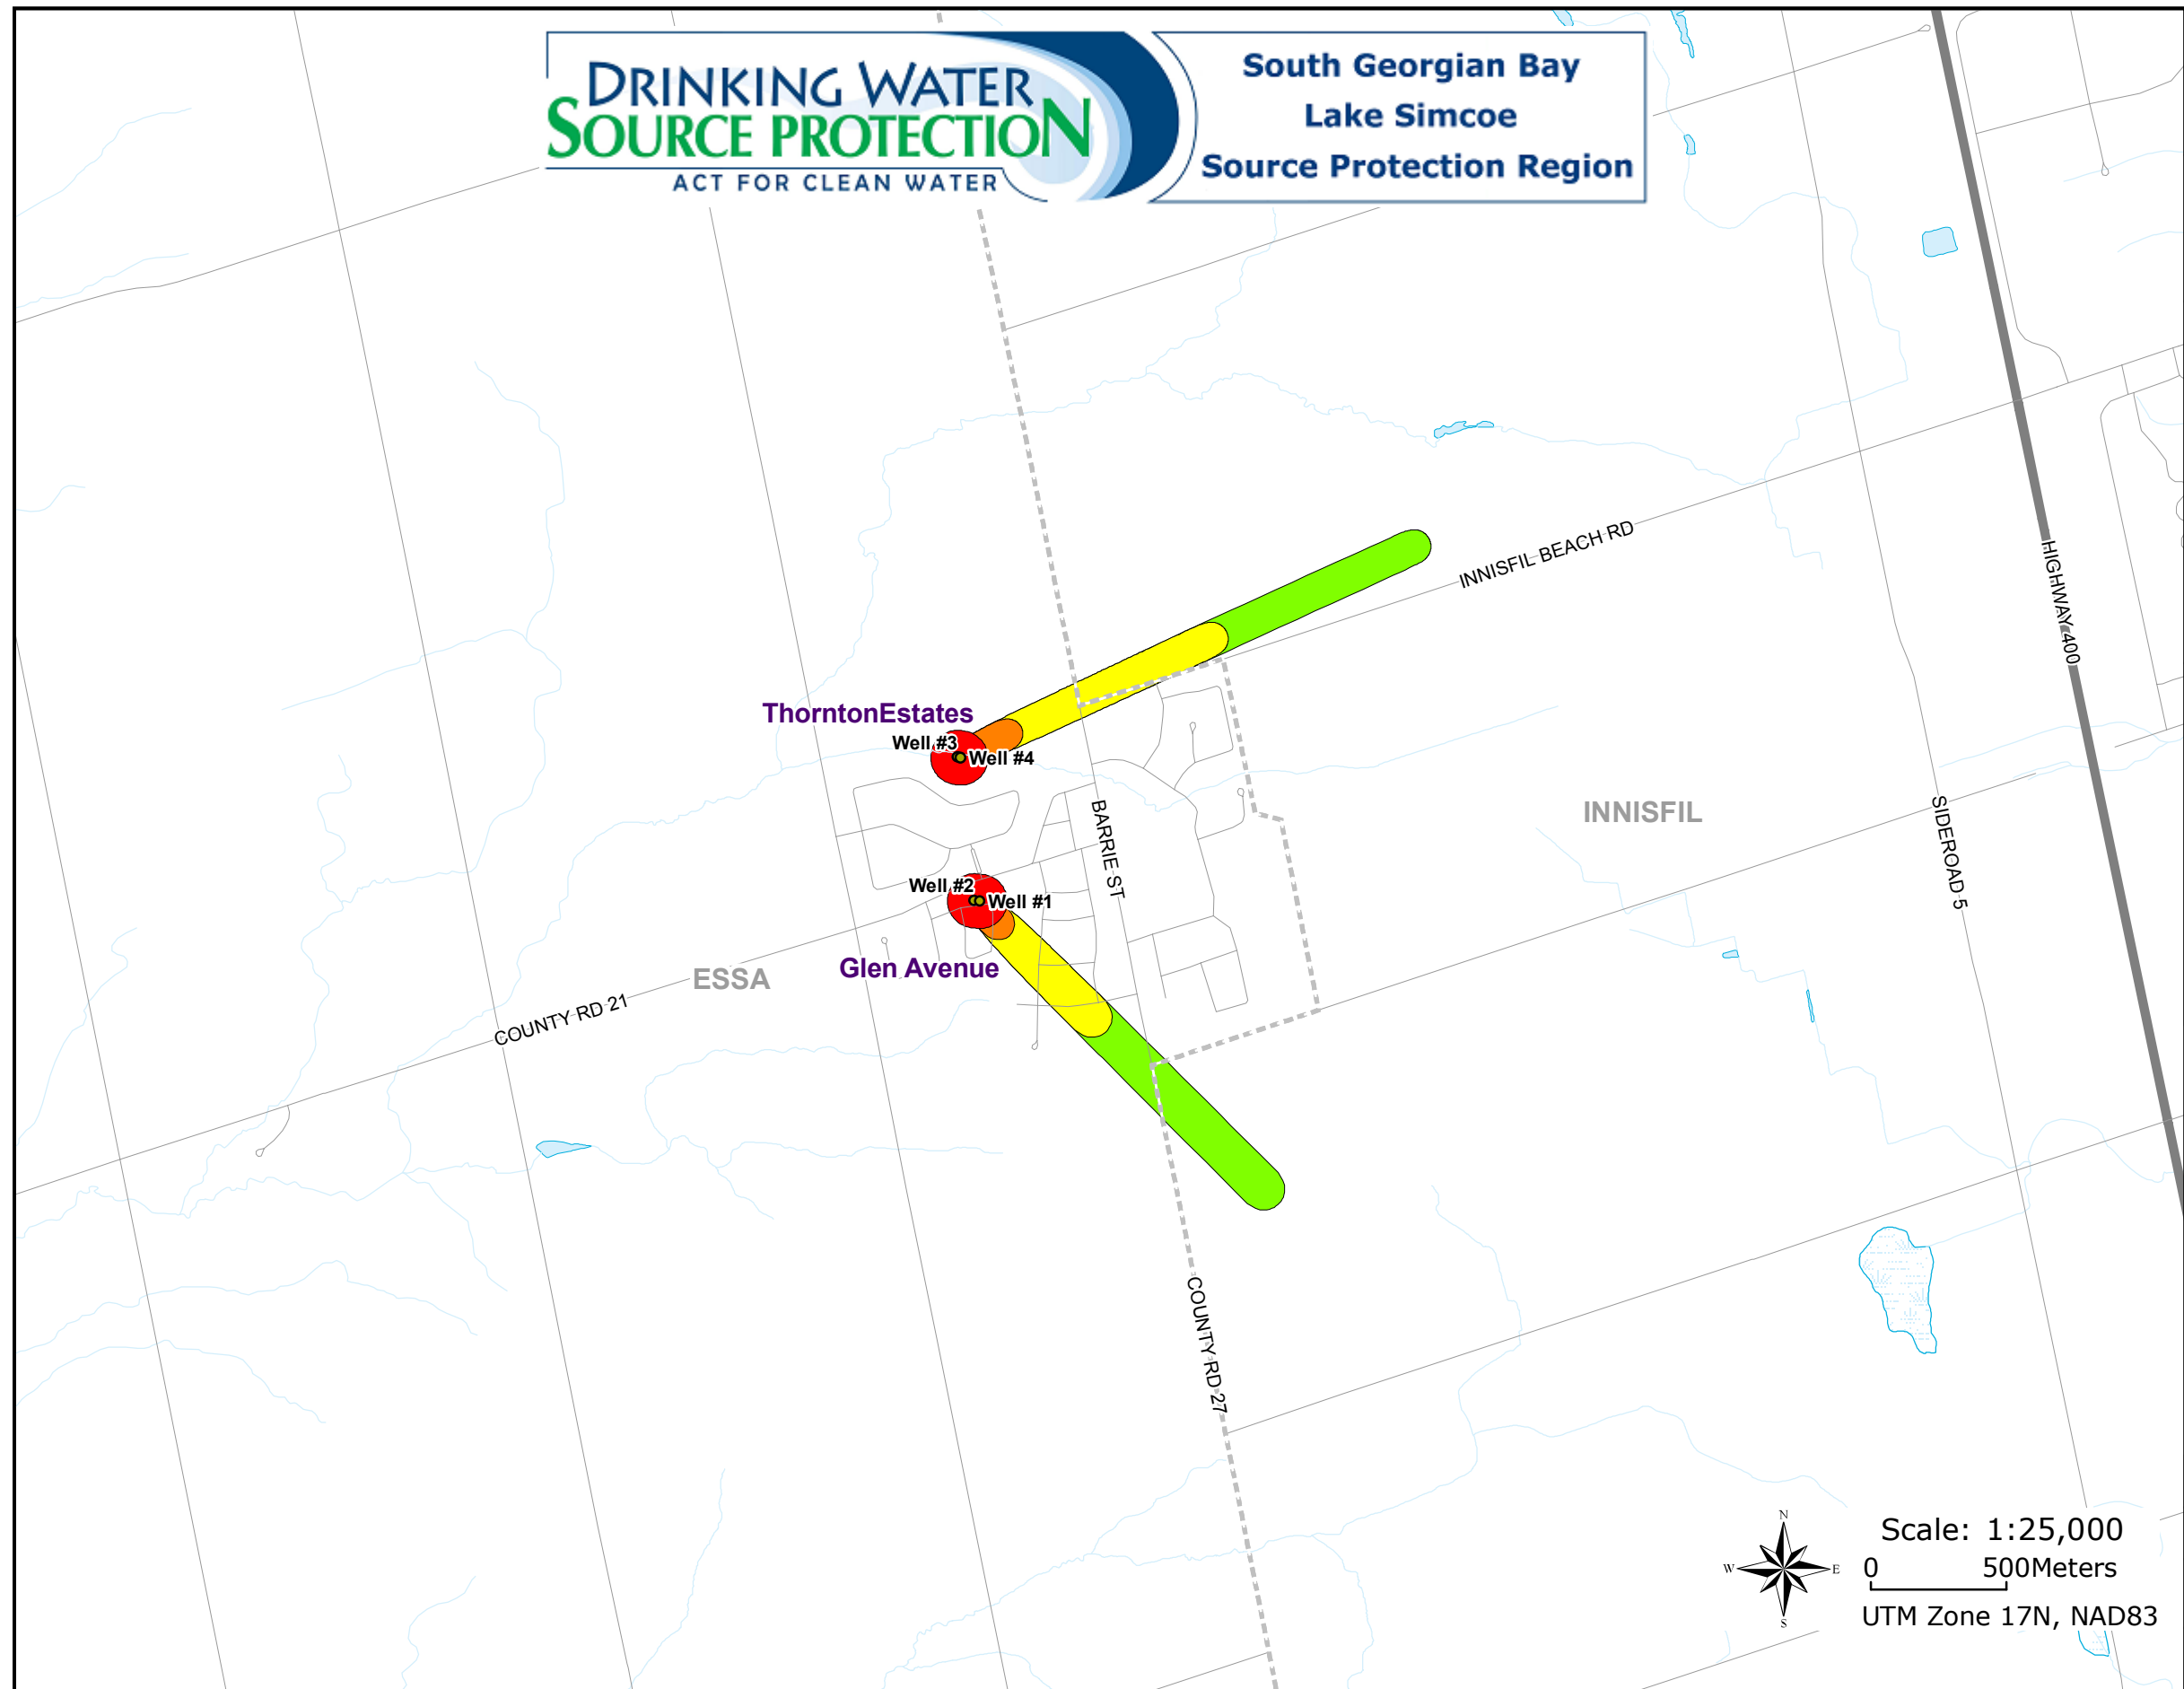 DRINKING WATER
SOURCE PROTECTION
ACT FOR CLEAN WATER
South Georgian Bay
Lake Simcoe
Source Protection Region
INNISFIL BEACH RD
HIGHWAY 400
ThorntonEstates
Well #3
Well #4
BARRIE ST
INNISFIL
SIDEROAD 5
Well #2
Well #1
Glen Avenue
ESSA
COUNTY RD 21
COUNTY RD 27
N
W
E
S
Scale: 1:25,000
0 500Meters
UTM Zone 17N, NAD83